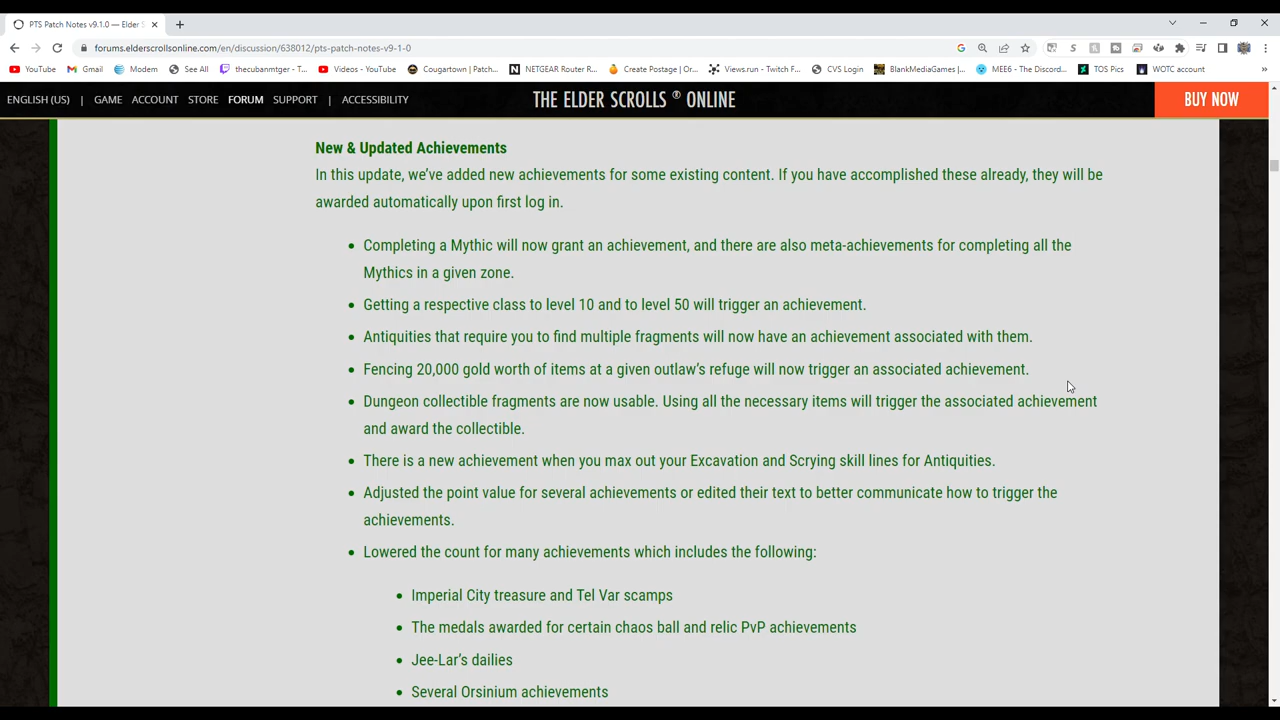 PTS Patch Notes v9.1.0 — Elder S
forums.elderscrollsonline.com/en/discussion/638012/pts-patch-notes-v9-1-0
YouTube Gmail Modem See All thecubanmtger - T... Videos - YouTube Cougartown | Patch... NETGEAR Router R... Create Postage | Or... Views.run - Twitch F... CVS Login BlankMediaGames |... MEE6 - The Discord... TOS Pics WOTC account »
ENGLISH (US) | GAME ACCOUNT STORE FORUM SUPPORT | ACCESSIBILITY THE ELDER SCROLLS ® ONLINE BUY NOW
New & Updated Achievements
In this update, we’ve added new achievements for some existing content. If you have accomplished these already, they will be
awarded automatically upon first log in.
• Completing a Mythic will now grant an achievement, and there are also meta-achievements for completing all the
Mythics in a given zone.
• Getting a respective class to level 10 and to level 50 will trigger an achievement.
• Antiquities that require you to find multiple fragments will now have an achievement associated with them.
• Fencing 20,000 gold worth of items at a given outlaw’s refuge will now trigger an associated achievement.
• Dungeon collectible fragments are now usable. Using all the necessary items will trigger the associated achievement
and award the collectible.
• There is a new achievement when you max out your Excavation and Scrying skill lines for Antiquities.
• Adjusted the point value for several achievements or edited their text to better communicate how to trigger the
achievements.
• Lowered the count for many achievements which includes the following:
• Imperial City treasure and Tel Var scamps
• The medals awarded for certain chaos ball and relic PvP achievements
• Jee-Lar’s dailies
• Several Orsinium achievements